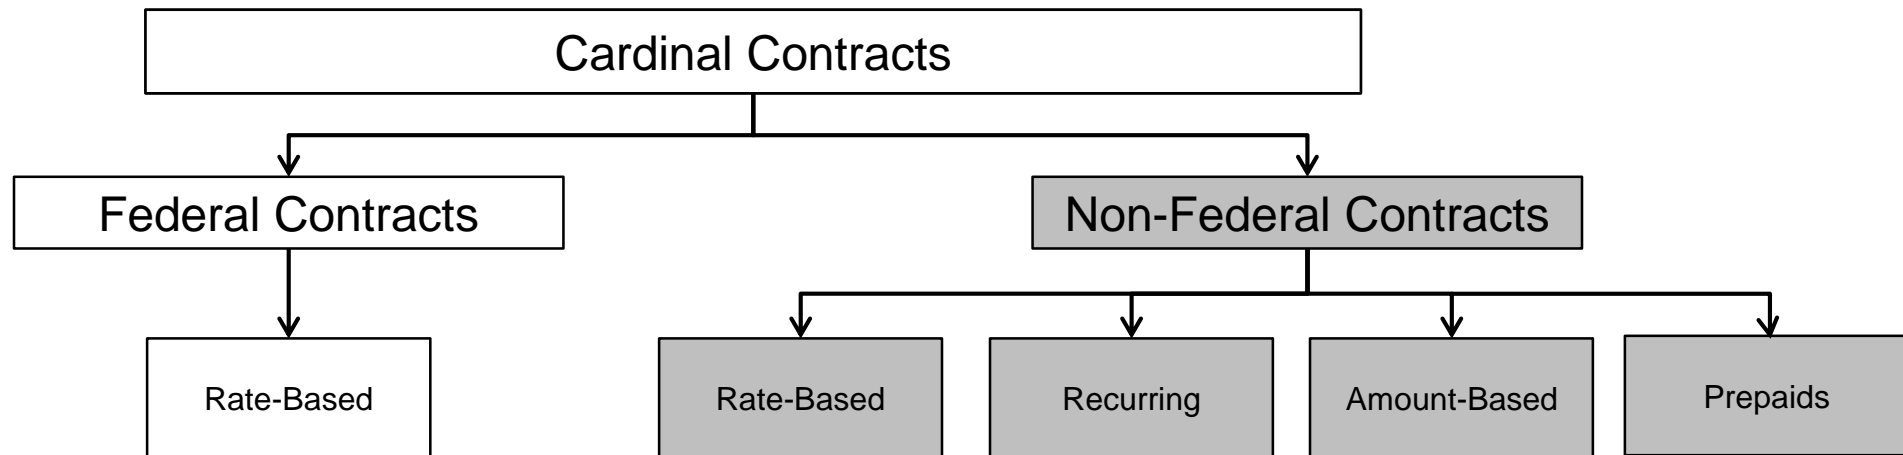 Cardinal Contracts
Federal Contracts
Non-Federal Contracts
Rate-Based
Rate-Based
Recurring
Amount-Based
Prepaids